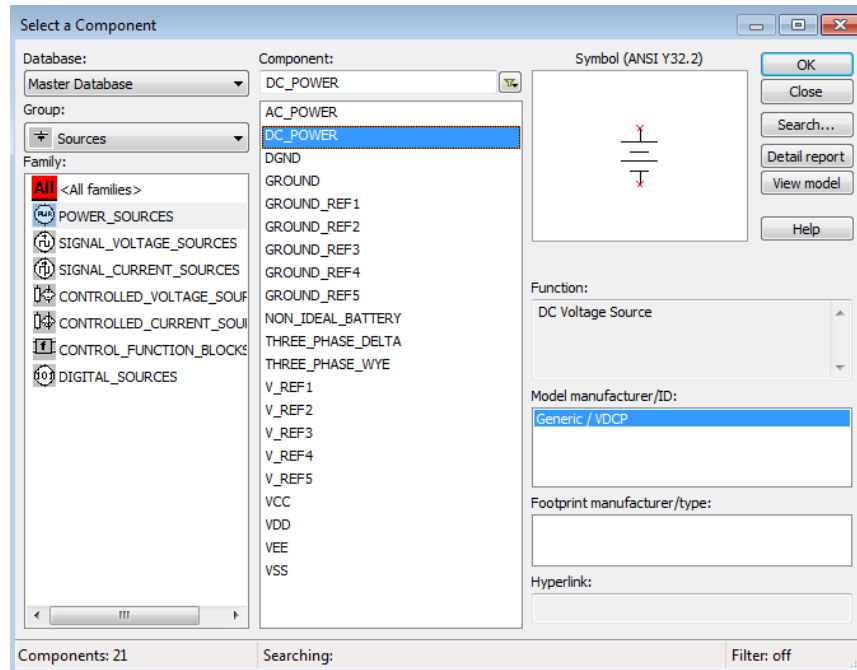 Select a Component
Database:
Master Database
Group:
Sources
Family:
All <All families>
PWR POWER_SOURCES
SIGNAL_VOLTAGE_SOURCES
SIGNAL_CURRENT_SOURCES
CONTROLLED_VOLTAGE_SOUF
CONTROLLED_CURRENT_SOUI
f CONTROL_FUNCTION_BLOCKS
DIGITAL_SOURCES
Component:
DC_POWER
AC_POWER
DC_POWER
DGND
GROUND
GROUND_REF1
GROUND_REF2
GROUND_REF3
GROUND_REF4
GROUND_REF5
NON_IDEAL_BATTERY
THREE_PHASE_DELTA
THREE_PHASE_WYE
V_REF1
V_REF2
V_REF3
V_REF4
V_REF5
VCC
VDD
VEE
VSS
Symbol (ANSI Y32.2)
OK
Close
Search...
Detail report
View model
Help
Function:
DC Voltage Source
Model manufacturer/ID:
Generic / VDCP
Footprint manufacturer/type:
Hyperlink:
Components: 21
Searching:
Filter: off